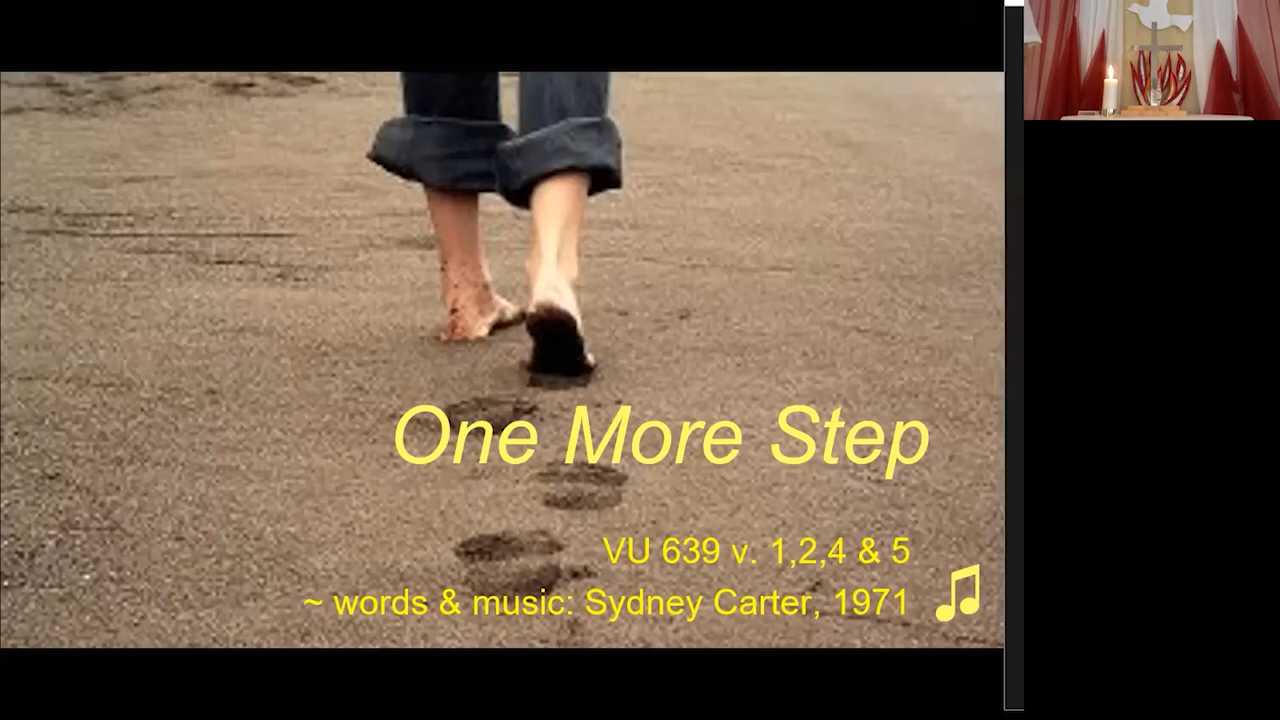 One More Step
VU 639 v. 1,2,4 & 5
~ words & music: Sydney Carter, 1971